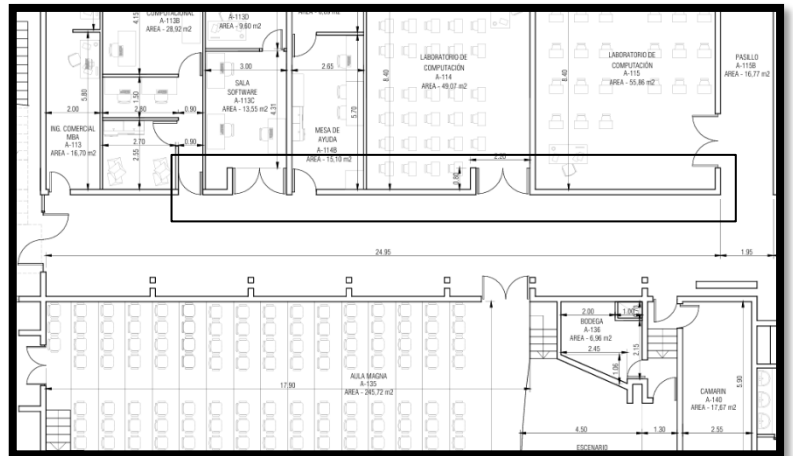 COMPUTACIONAL
A-113B
AREA - 28,92 m2
A-113D
AREA - 9,60 m2
4.15
5.80
2.00
ING. COMERCIAL
MBA
A-113
AREA - 16,70 m2
1.50
2.80
0.90
2.70
0.90
2.55
3.00
SALA
SOFTWARE
A-113C
AREA - 13,55 m2
4.31
2.65
5.70
MESA DE
AYUDA
A-114B
AREA - 15,10 m2
LABORATORIO DE
COMPUTACIÓN
A-114
AREA - 49,07 m2
8.40
2.20
0.80
LABORATORIO DE
COMPUTACIÓN
A-115
AREA - 55,86 m2
8.40
PASILLO
A-115B
AREA - 16,77 m2
24.95
1.95
AULA MAGNA
A-135
AREA - 245,72 m2
17.90
2.00
1.00
BODEGA
A-136
AREA - 6,96 m2
2.45
2.15
1.06
CAMARIN
A-140
AREA - 17,67 m2
5.90
4.50
1.30
2.55
ESCENARIO